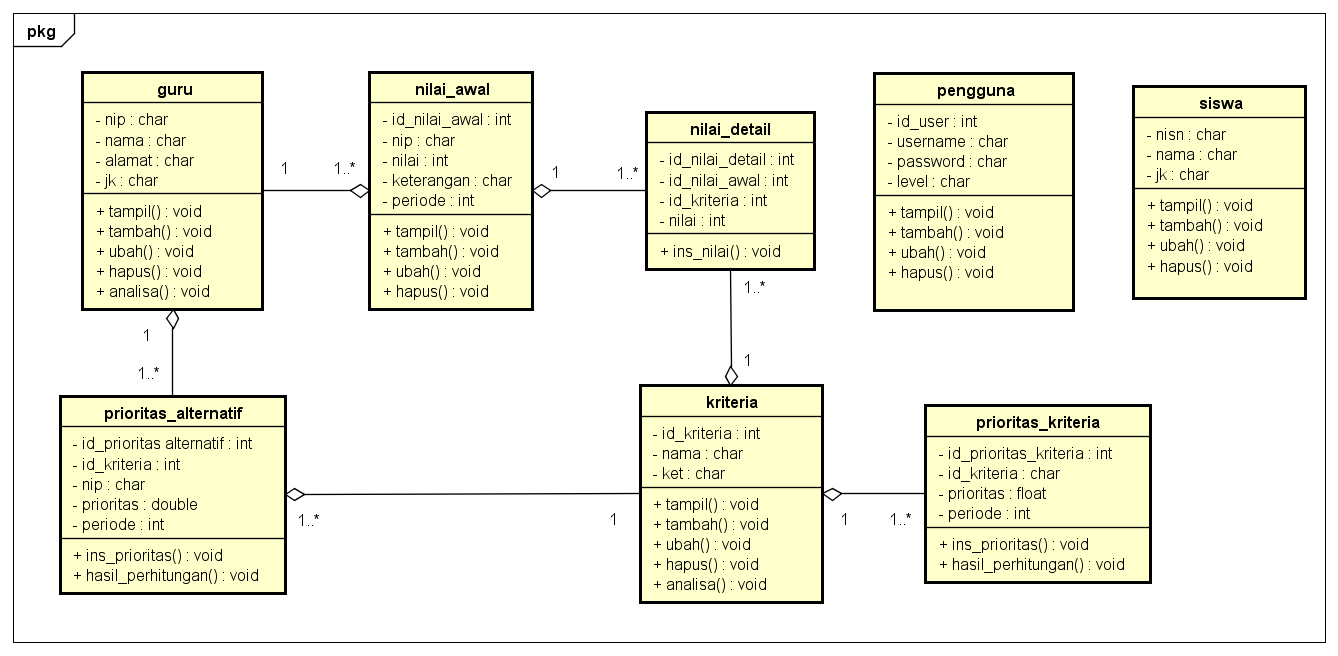 pkg
guru
- nip : char
- nama : char
- alamat : char
- jk : char
+ tampil() : void
+ tambah() : void
+ ubah() : void
+ hapus() : void
+ analisa() : void
1
1..*
nilai_awal
- id_nilai_awal : int
- nip : char
- nilai : int
- keterangan : char
- periode : int
+ tampil() : void
+ tambah() : void
+ ubah() : void
+ hapus() : void
1
1..*
nilai_detail
- id_nilai_detail : int
- id_nilai_awal : int
- id_kriteria : int
- nilai : int
+ ins_nilai() : void
pengguna
- id_user : int
- username : char
- password : char
- level : char
+ tampil() : void
+ tambah() : void
+ ubah() : void
+ hapus() : void
siswa
- nisn : char
- nama : char
- jk : char
+ tampil() : void
+ tambah() : void
+ ubah() : void
+ hapus() : void
1
1..*
1..*
1
prioritas_alternatif
- id_prioritas alternatif : int
- id_kriteria : int
- nip : char
- prioritas : double
- periode : int
+ ins_prioritas() : void
+ hasil_perhitungan() : void
1..*
1
kriteria
- id_kriteria : int
- nama : char
- ket : char
+ tampil() : void
+ tambah() : void
+ ubah() : void
+ hapus() : void
+ analisa() : void
1
1..*
prioritas_kriteria
- id_prioritas_kriteria : int
- id_kriteria : char
- prioritas : float
- periode : int
+ ins_prioritas() : void
+ hasil_perhitungan() : void